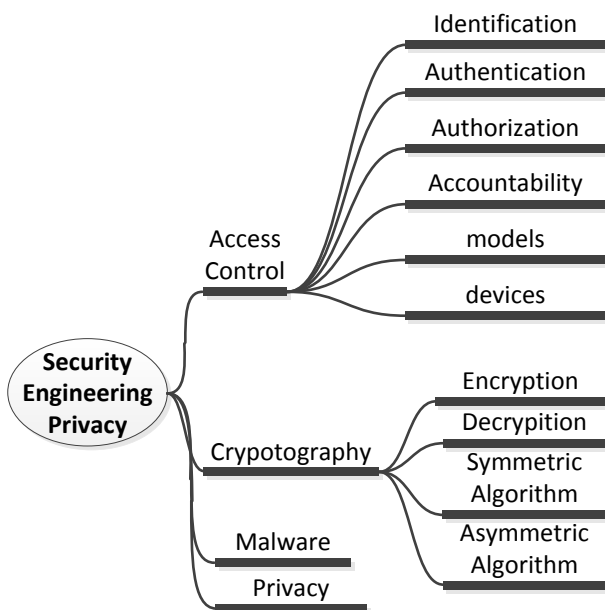 Security
Engineering
Privacy
Access
Control
Identification
Authentication
Authorization
Accountability
models
devices
Crypotography
Encryption
Decrypition
Symmetric
Algorithm
Asymmetric
Algorithm
Malware
Privacy